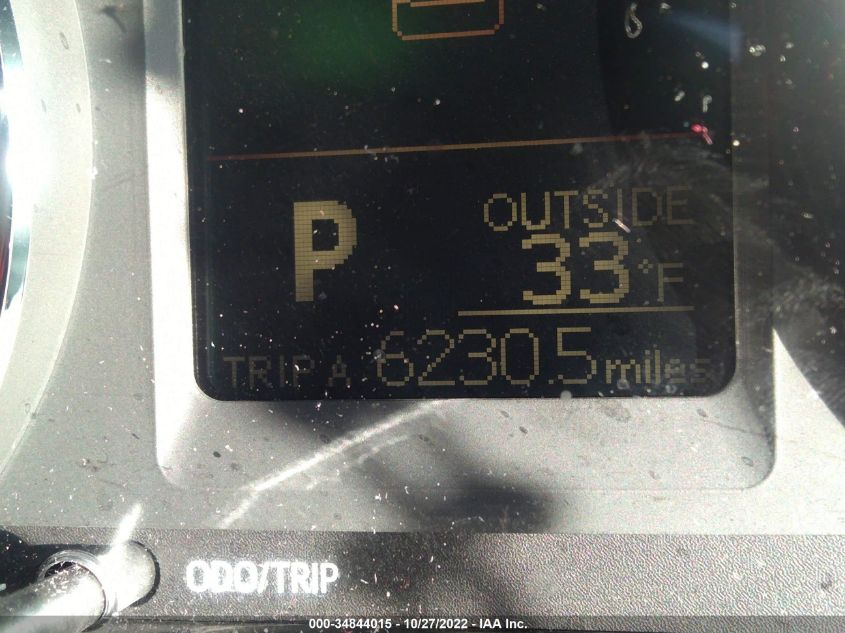 P
OUTSIDE
33°F
TRIP A 6230.5 miles
ODO/TRIP
000-34844015 - 10/27/2022 - IAA Inc.